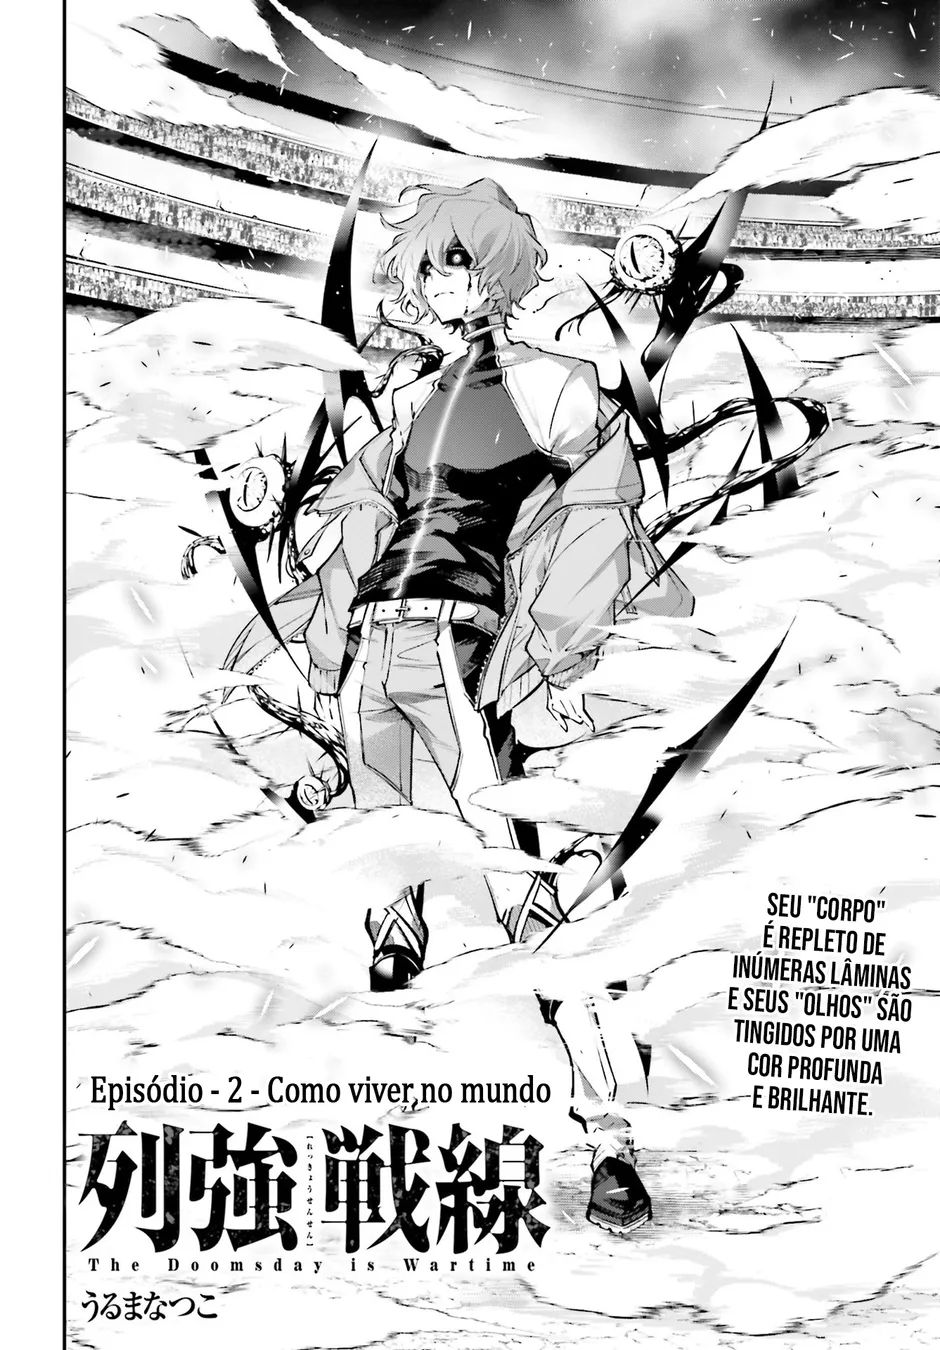 SEU "CORPO"
É REPLETO DE
INÚMERAS LÂMINAS
E SEUS "OLHOS" SÃO
TINGIDOS POR UMA
COR PROFUNDA
E BRILHANTE.
Episódio - 2 - Como viver no mundo
列強戦線
【れっきょうせんせん】
The Doomsday is Wartime
うるまなつこ